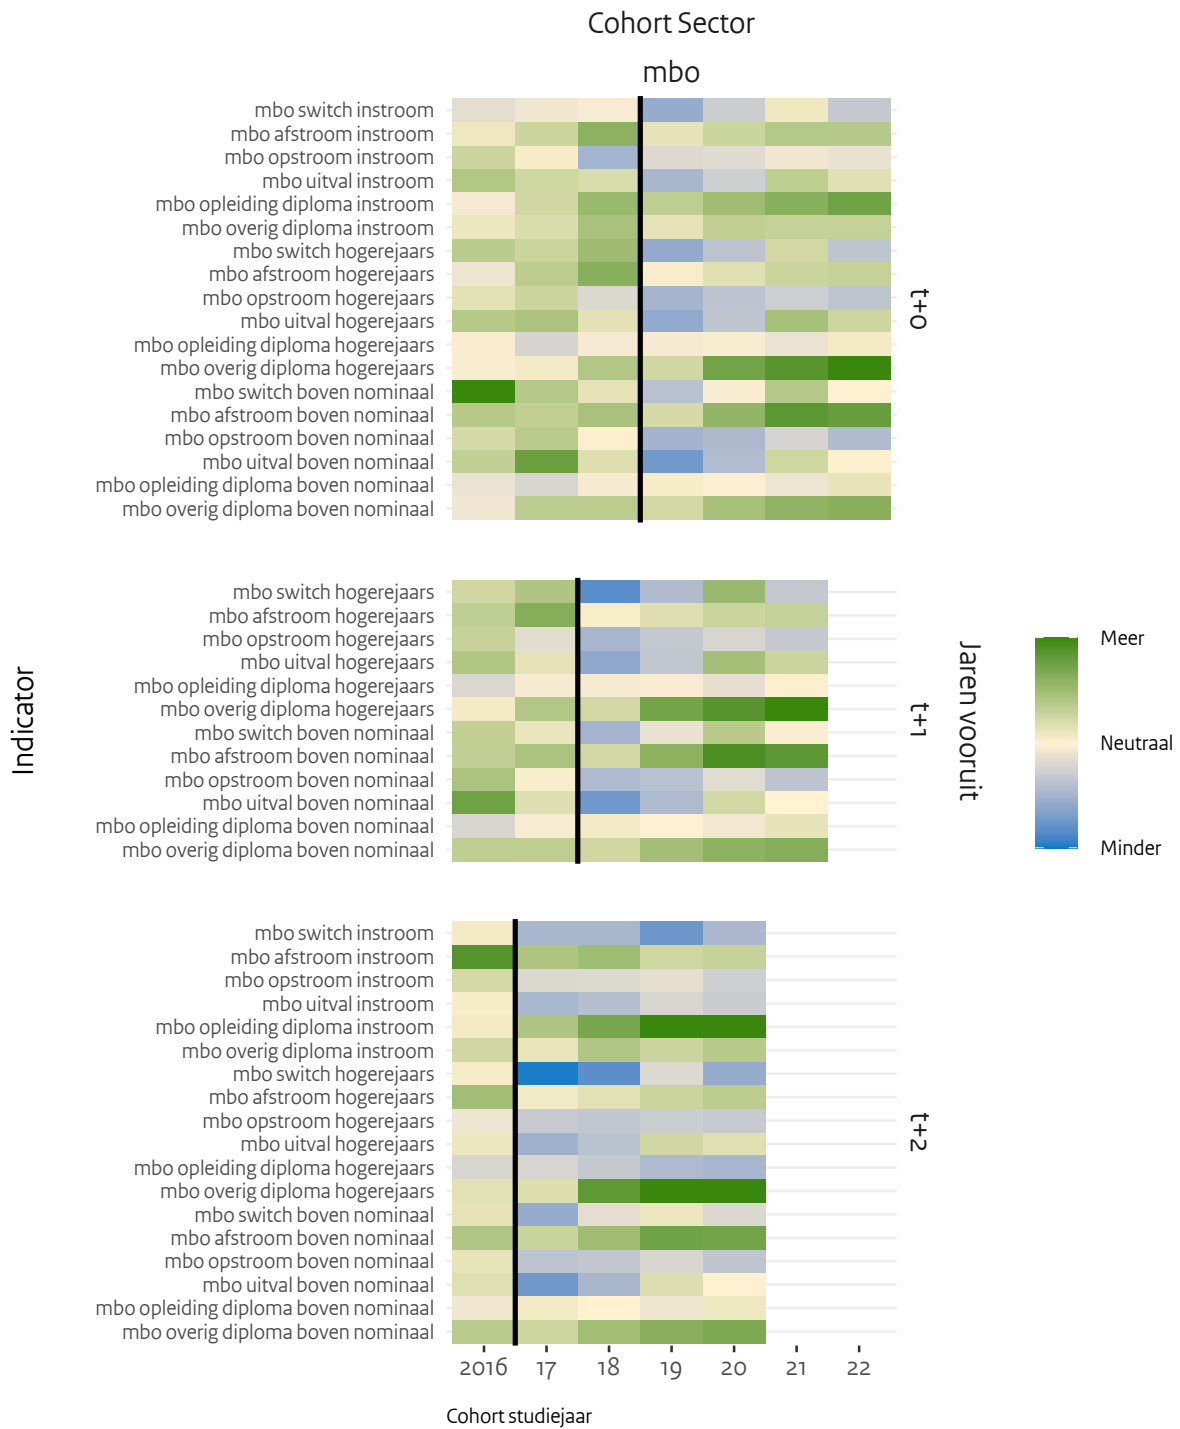 Cohort Sector
mbo
mbo switch instroom
mbo afstroom instroom
mbo opstroom instroom
mbo uitval instroom
mbo opleiding diploma instroom
mbo overig diploma instroom
mbo switch hogerejaars
mbo afstroom hogerejaars
mbo opstroom hogerejaars
mbo uitval hogerejaars
mbo opleiding diploma hogerejaars
mbo overig diploma hogerejaars
mbo switch boven nominaal
mbo afstroom boven nominaal
mbo opstroom boven nominaal
mbo uitval boven nominaal
mbo opleiding diploma boven nominaal
mbo overig diploma boven nominaal
t+0
mbo switch hogerejaars
mbo afstroom hogerejaars
mbo opstroom hogerejaars
mbo uitval hogerejaars
mbo opleiding diploma hogerejaars
mbo overig diploma hogerejaars
mbo switch boven nominaal
mbo afstroom boven nominaal
mbo opstroom boven nominaal
mbo uitval boven nominaal
mbo opleiding diploma boven nominaal
mbo overig diploma boven nominaal
t+1
mbo switch instroom
mbo afstroom instroom
mbo opstroom instroom
mbo uitval instroom
mbo opleiding diploma instroom
mbo overig diploma instroom
mbo switch hogerejaars
mbo afstroom hogerejaars
mbo opstroom hogerejaars
mbo uitval hogerejaars
mbo opleiding diploma hogerejaars
mbo overig diploma hogerejaars
mbo switch boven nominaal
mbo afstroom boven nominaal
mbo opstroom boven nominaal
mbo uitval boven nominaal
mbo opleiding diploma boven nominaal
mbo overig diploma boven nominaal
t+2
2016 17 18 19 20 21 22
Cohort studiejaar
Indicator
Jaren vooruit
Meer
Neutraal
Minder